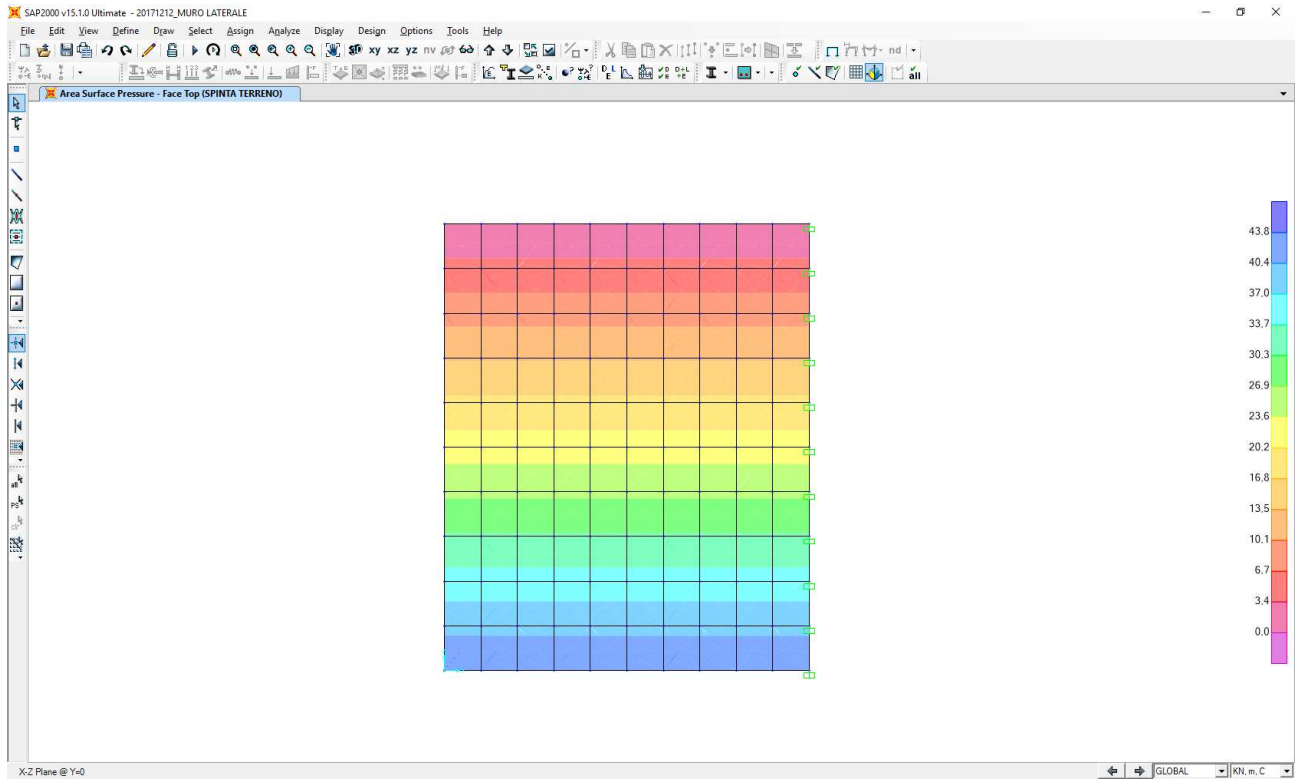 SAP2000 v15.1.0 Ultimate - 20171212_MURO LATERALE
File Edit View Define Draw Select Assign Analyze Display Design Options Tools Help
xy xz yz nv
nd
all
Area Surface Pressure - Face Top (SPINTA TERRENO)
43,8
40,4
37,0
33,7
30,3
26,9
23,6
20,2
16,8
13,5
10,1
6,7
3,4
0,0
all
PS
clr
X-Z Plane @ Y=0
GLOBAL
KN, m, C